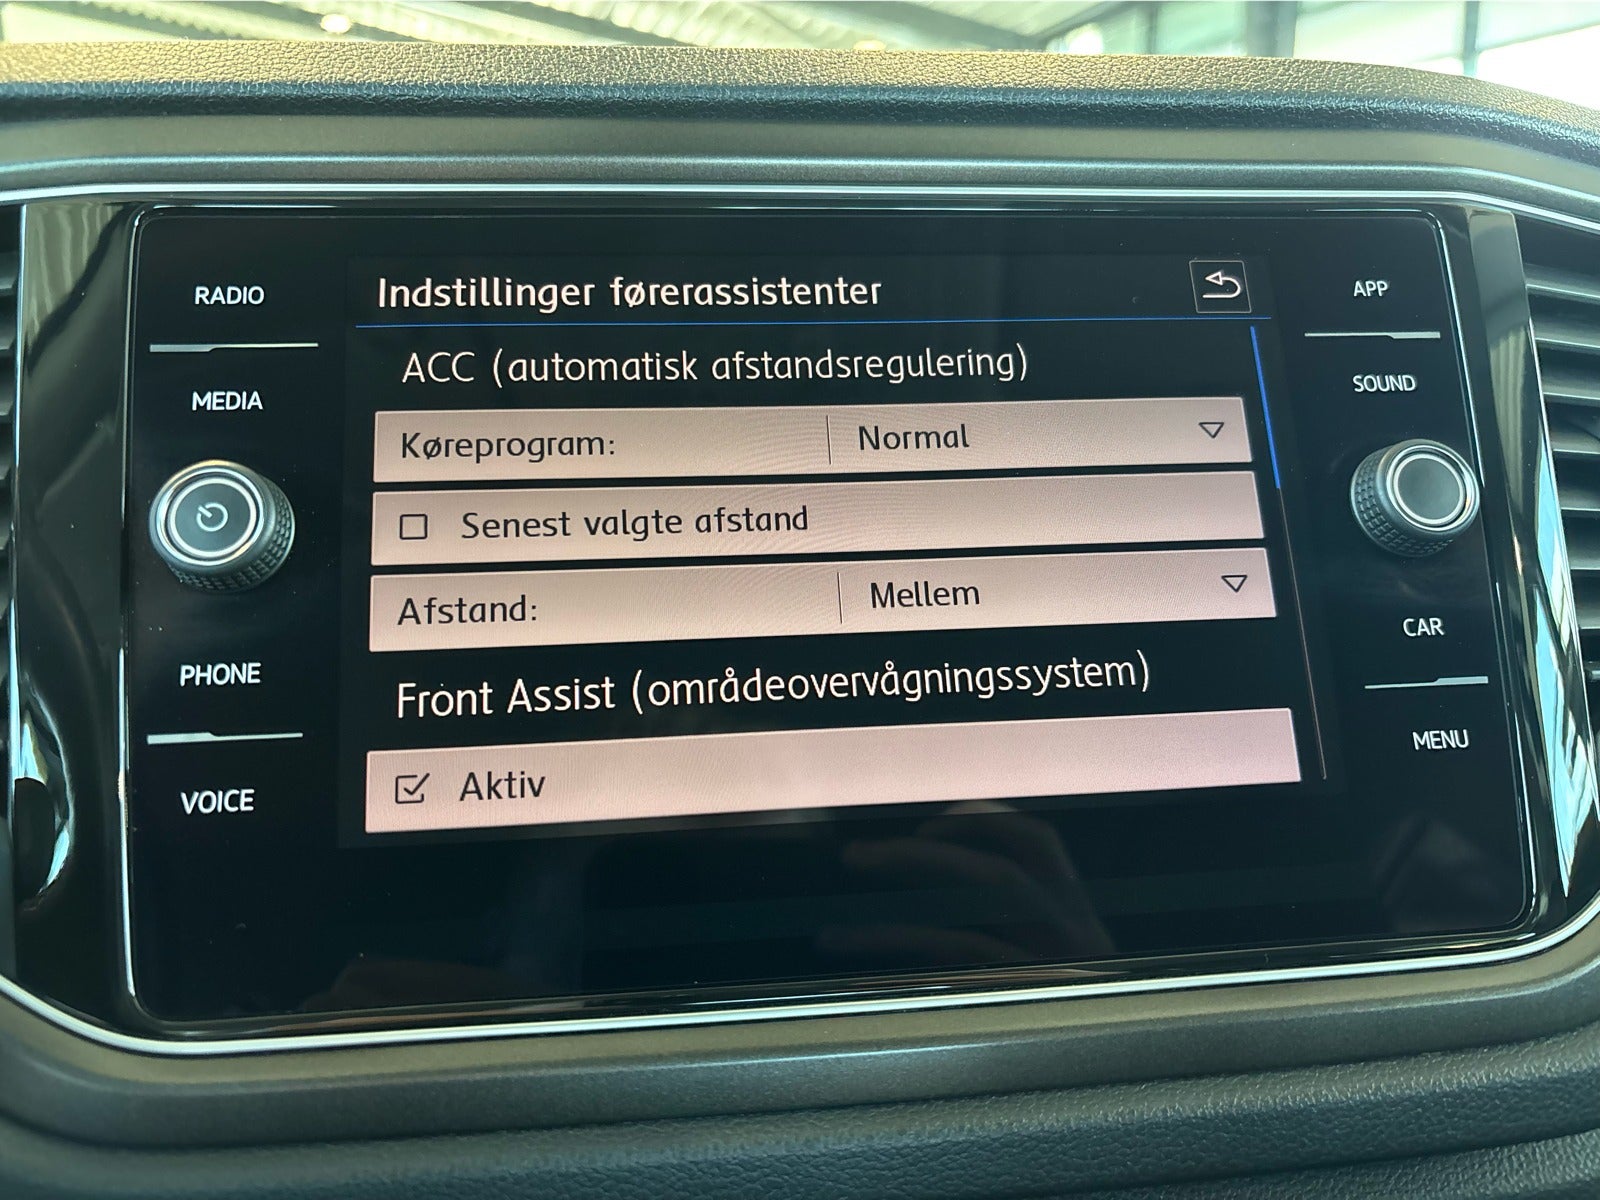 RADIO
MEDIA
PHONE
VOICE
Indstillinger førerassistenter
ACC (automatisk afstandsregulering)
Køreprogram: Normal
Senest valgte afstand
Afstand: Mellem
Front Assist (områdeovervågningssystem)
Aktiv
APP
SOUND
CAR
MENU